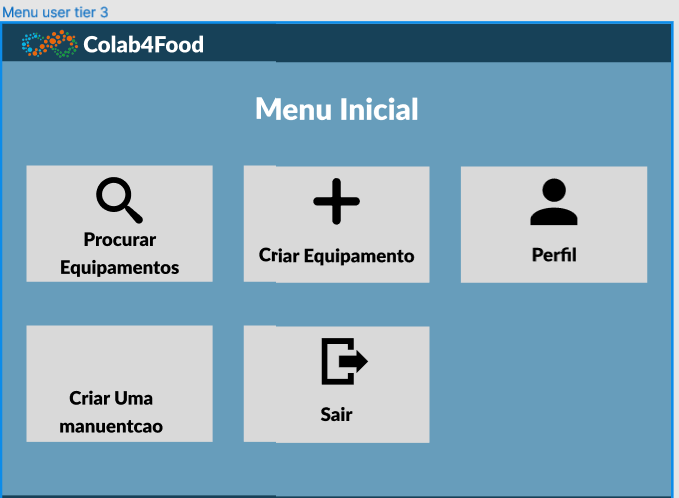 Menu user tier 3
Colab4Food
Menu Inicial
Procurar
Equipamentos
Criar Equipamento
Perfil
Criar Uma
manuentcao
Sair